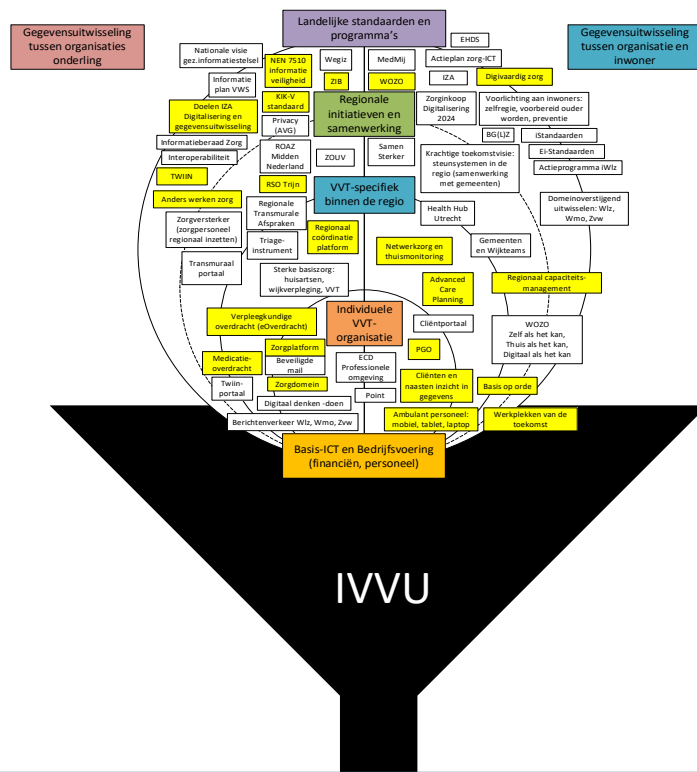 Gegevensuitwisseling
tussen organisaties
onderling
Landelijke standaarden en
programma's
Gegevensuitwisseling
tussen organisatie en
inwoner
EHDS
Nationale visie
gez.informatiestelsel
NEN 7510
informatie
veiligheid
Wegiz
MedMij
Actieplan zorg-ICT
Informatie
plan VWS
ZIB
WOZO
IZA
Digivaardig zorg
KIK-V
standaard
Regionale
initiatieven en
samenwerking
Zorginkoop
Digitalisering
2024
Voorlichting aan inwoners:
zelfregie, voorbereid ouder
worden, preventie
Doelen IZA
Digitalisering en
gegevensuitwisseling
Privacy
(AVG)
BG(L)Z
iStandaarden
Informatieberaad Zorg
Interoperabiliteit
ROAZ
Midden
Nederland
ZOUV
Samen
Sterker
Krachtige toekomstvisie:
steunsystemen in de
regio (samenwerking
met gemeenten)
Ei-Standaarden
Actieprogramma iWlz
TWIIN
RSO Trijn
VVT-specifiek
binnen de regio
Anders werken zorg
Regionale
Transmurale
Afspraken
Health Hub
Utrecht
Domeinoverstijgend
uitwisselen: Wlz,
Wmo, Zvw
Zorgversterker
(zorgpersoneel
regionaal inzetten)
Regionaal
coördinatie
platform
Triage-
instrument
Netwerkzorg en
thuismonitoring
Gemeenten
en Wijkteams
Transmuraal
portaal
Sterke basiszorg:
huisartsen,
wijkverpleging, VVT
Advanced
Care
Planning
Regionaal capaciteits-
management
Verpleegkundige
overdracht (eOverdracht)
Individuele
VVT-
organisatie
Cliëntportaal
WOZO
Zelf als het kan,
Thuis als het kan,
Digitaal als het kan
Zorgplatform
PGO
Medicatie-
overdracht
Beveiligde
mail
ECD
Professionele
omgeving
Twiin-
portaal
Zorgdomein
Cliënten en
naasten inzicht in
gegevens
Basis op orde
Digitaal denken -doen
Point
Berichtenverkeer Wlz, Wmo, Zvw
Ambulant personeel:
mobiel, tablet, laptop
Werkplekken van de
toekomst
Basis-ICT en Bedrijfsvoering
(financiën, personeel)
IVVU